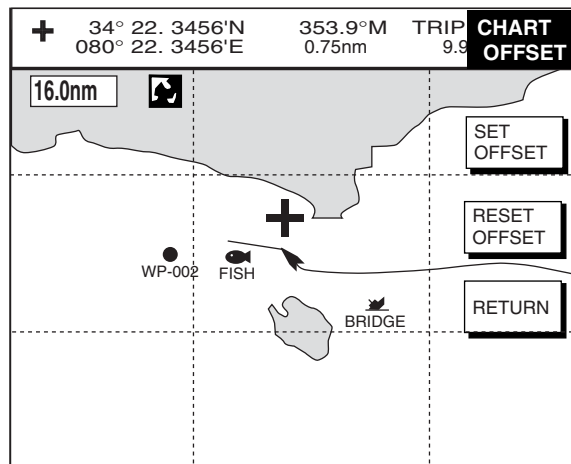 34° 22. 3456'N 353.9°M TRIP
080° 22. 3456'E 0.75nm 9.9
CHART
OFFSET
16.0nm
SET
OFFSET
RESET
OFFSET
WP-002 FISH
RETURN
BRIDGE